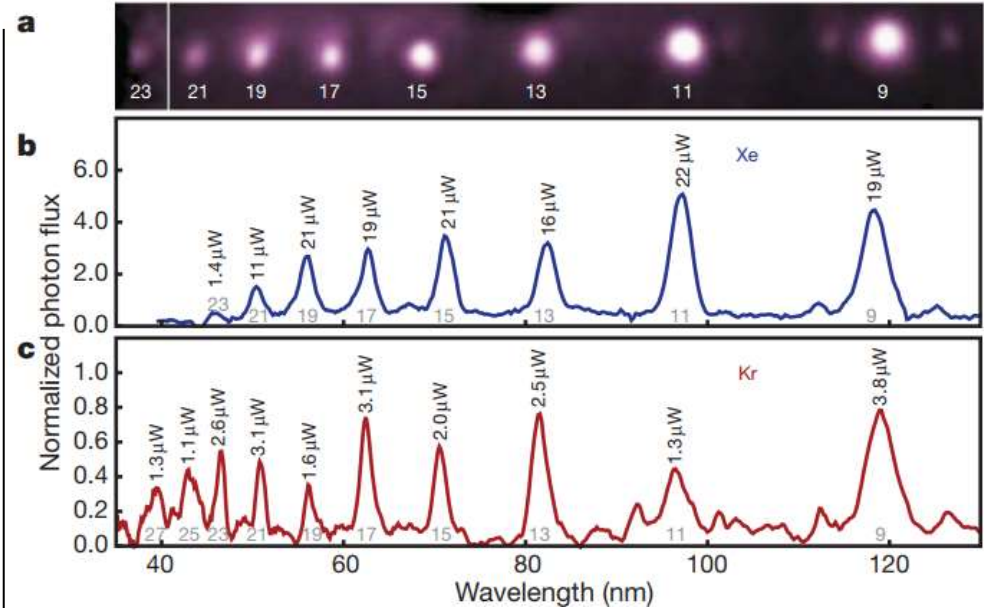 a
23 21 19 17 15 13 11 9
b
Xe
Normalized photon flux
6.0
4.0
2.0
0.0
1.4 µW
11 µW
21 µW
19 µW
21 µW
16 µW
22 µW
19 µW
23 21 19 17 15 13 11 9
c
Kr
1.0
0.8
0.6
0.4
0.2
0.0
1.3 µW
1.1 µW
2.6 µW
3.1 µW
1.6 µW
3.1 µW
2.0 µW
2.5 µW
1.3 µW
3.8 µW
27 25 23 21 19 17 15 13 11 9
40 60 80 100 120
Wavelength (nm)